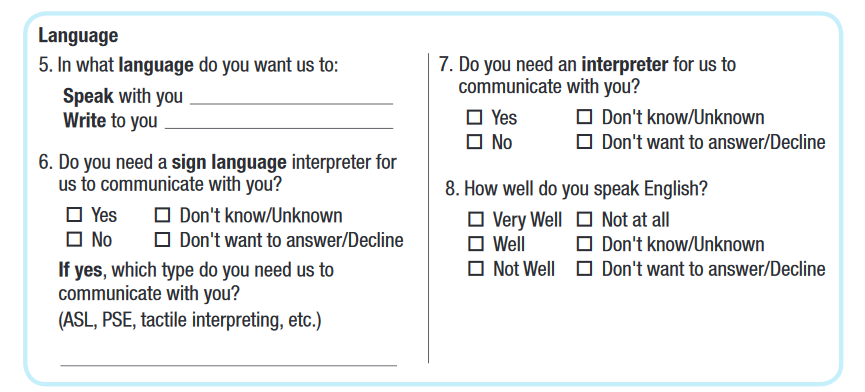 Language
5. In what language do you want us to:
Speak with you
Write to you
6. Do you need a sign language interpreter for
us to communicate with you?
Yes Don't know/Unknown
No Don't want to answer/Decline
If yes, which type do you need us to
communicate with you?
(ASL, PSE, tactile interpreting, etc.)
7. Do you need an interpreter for us to
communicate with you?
Yes Don't know/Unknown
No Don't want to answer/Decline
8. How well do you speak English?
Very Well Not at all
Well Don't know/Unknown
Not Well Don't want to answer/Decline